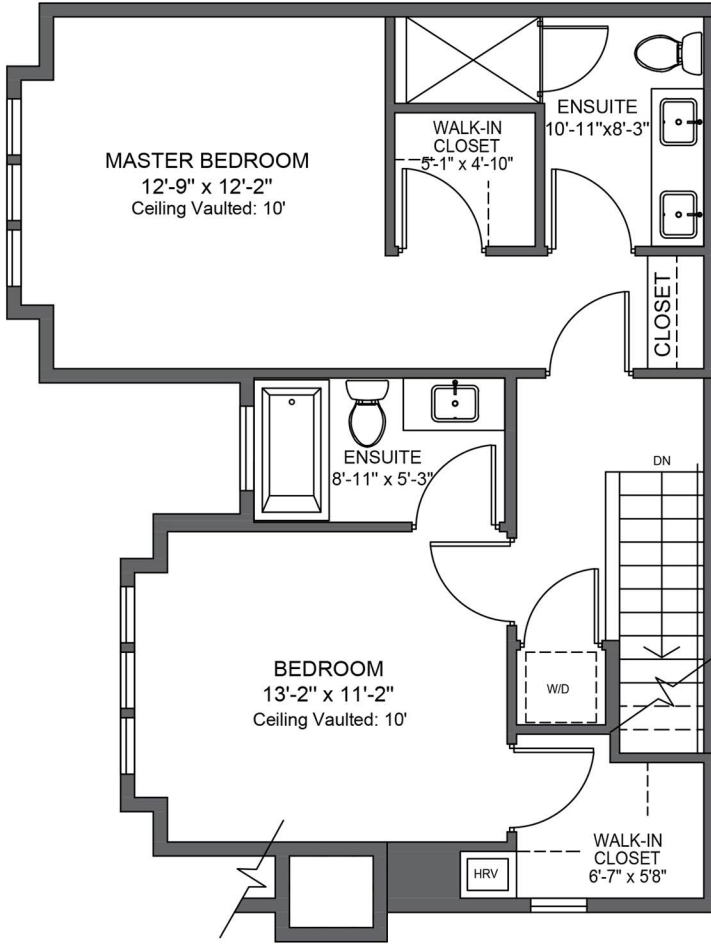 ENSUITE
10'-11"x8'-3"
WALK-IN
CLOSET
5'-1" x 4'-10"
MASTER BEDROOM
12'-9" x 12'-2"
Ceiling Vaulted: 10'
CLOSET
ENSUITE
8'-11" x 5'-3"
DN
BEDROOM
13'-2" x 11'-2"
Ceiling Vaulted: 10'
W/D
WALK-IN
CLOSET
6'-7" x 5'8"
HRV